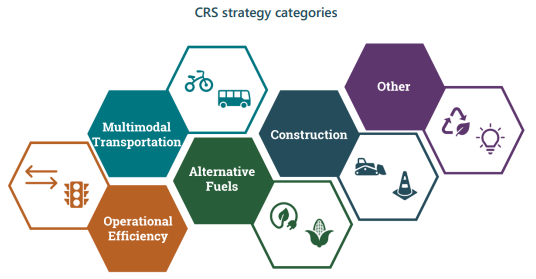 CRS strategy categories
Other
Multimodal
Transportation
Construction
Alternative
Fuels
Operational
Efficiency